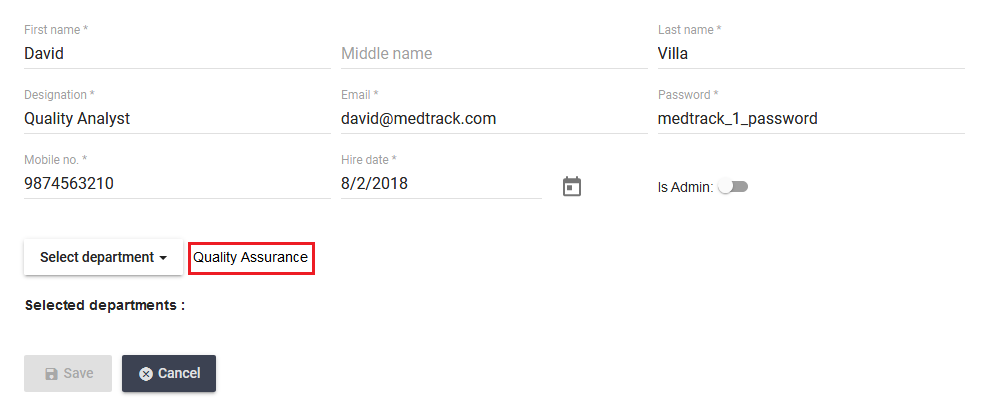 First name * Last name *
David Middle name Villa
Designation * Email * Password *
Quality Analyst david@medtrack.com medtrack_1_password
Mobile no. * Hire date *
9874563210 8/2/2018 Is Admin:
Select department Quality Assurance
Selected departments :
Save Cancel